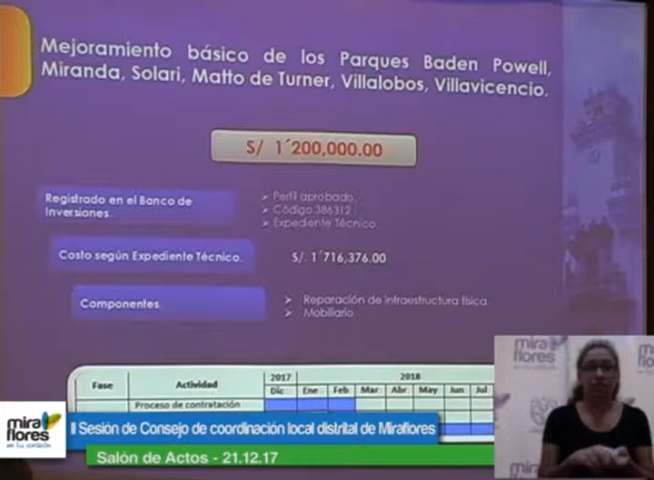 Mejoramiento básico de los Parques Baden Powell,
Miranda, Solari, Matto de Turner, Villalobos, Villavicencio.
S/ 1´200,000.00
Registrado en el Banco de
Inversiones.
➢ Perfil aprobado.
➢ Código 386312
➢ Expediente Técnico
Costo según Expediente Técnico.
S/. 1´716,376.00
Componentes.
➢ Reparación de infraestructura física.
➢ Mobiliario
Fase Actividad 2017 2018
Dic Ene Feb Mar Abr May Jun Jul
Proceso de contratación
mira
flores
en tu corazón
II Sesión de Consejo de coordinación local distrital de Miraflores
Salón de Actos - 21.12.17
mira
flores